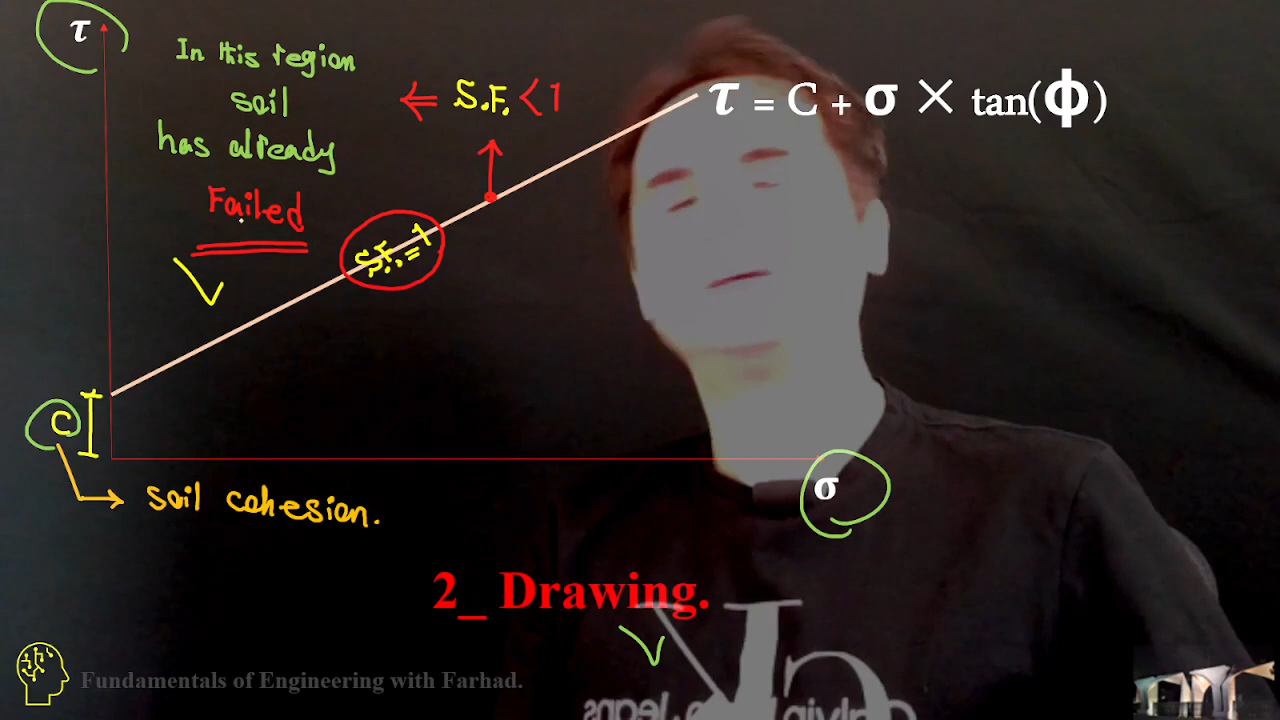 τ
In this region
soil
has already
Failed
⇐ S.F. < 1
τ = C + σ × tan(ϕ)
S.F. = 1
C
soil cohesion.
σ
2_ Drawing.
Fundamentals of Engineering with Farhad.
Jeans